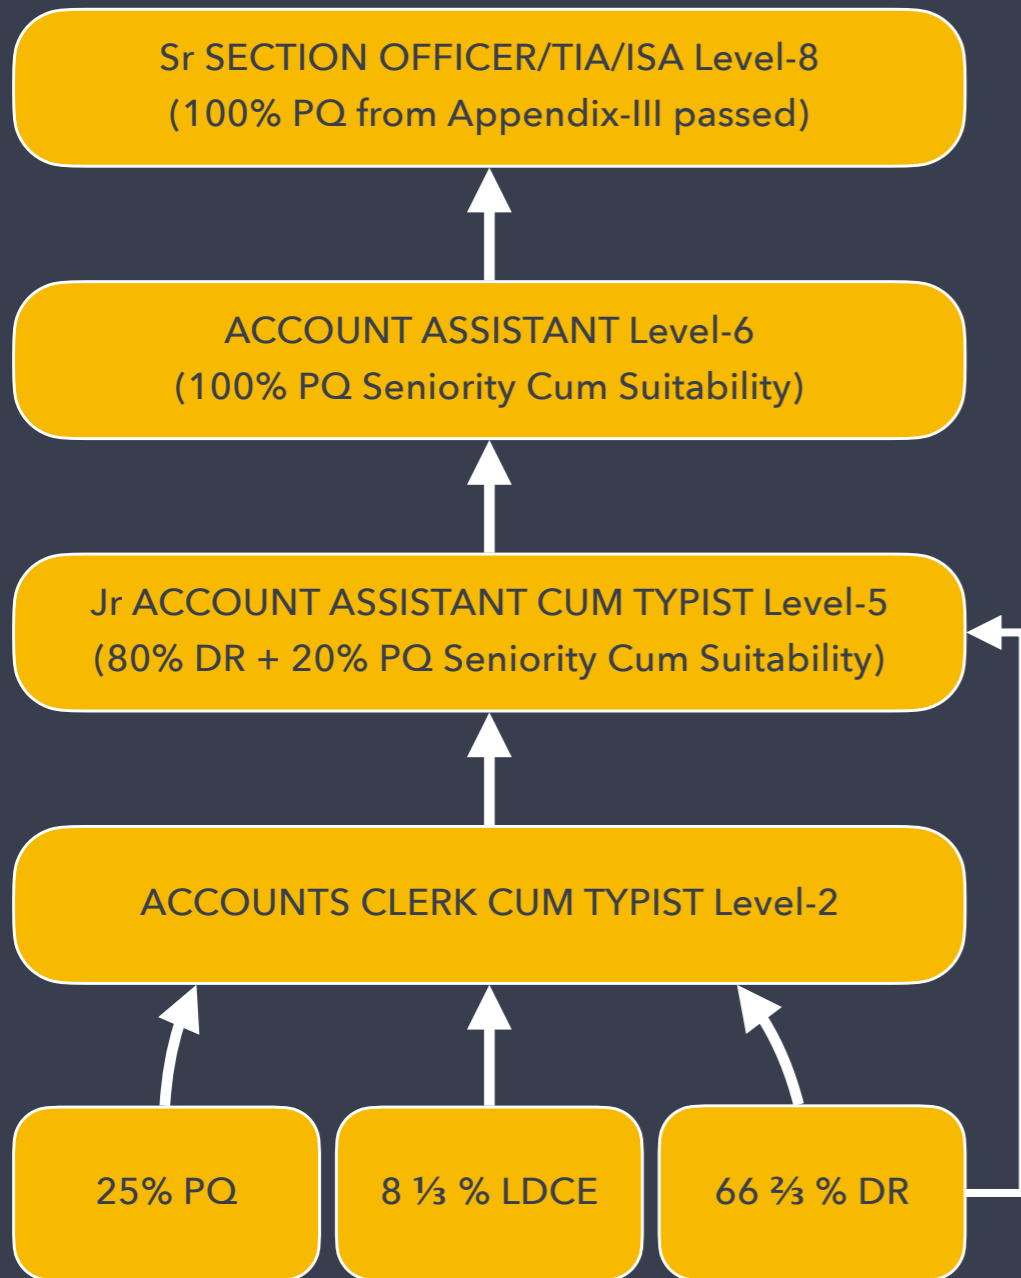 Sr SECTION OFFICER/TIA/ISA Level-8
(100% PQ from Appendix-III passed)
ACCOUNT ASSISTANT Level-6
(100% PQ Seniority Cum Suitability)
Jr ACCOUNT ASSISTANT CUM TYPIST Level-5
(80% DR + 20% PQ Seniority Cum Suitability)
ACCOUNTS CLERK CUM TYPIST Level-2
25% PQ
8 ⅓ % LDCE
66 ⅔ % DR